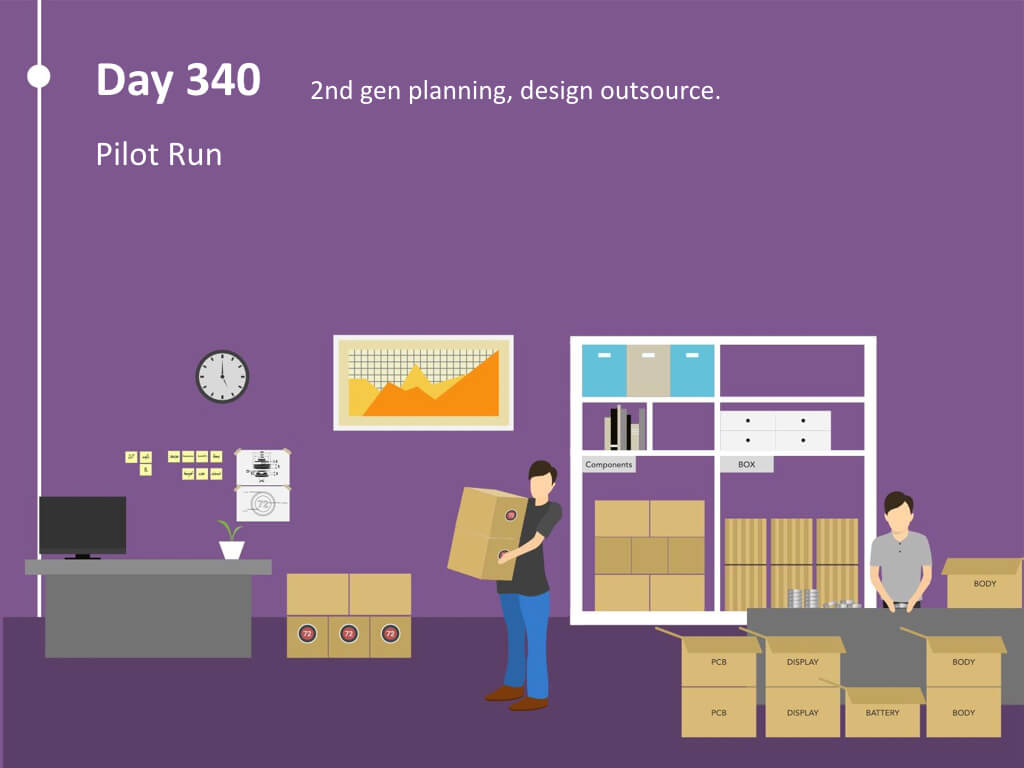 Day 340
2nd gen planning, design outsource.
Pilot Run
72
Components
BOX
BODY
72
72
72
PCB
DISPLAY
BODY
PCB
DISPLAY
BATTERY
BODY